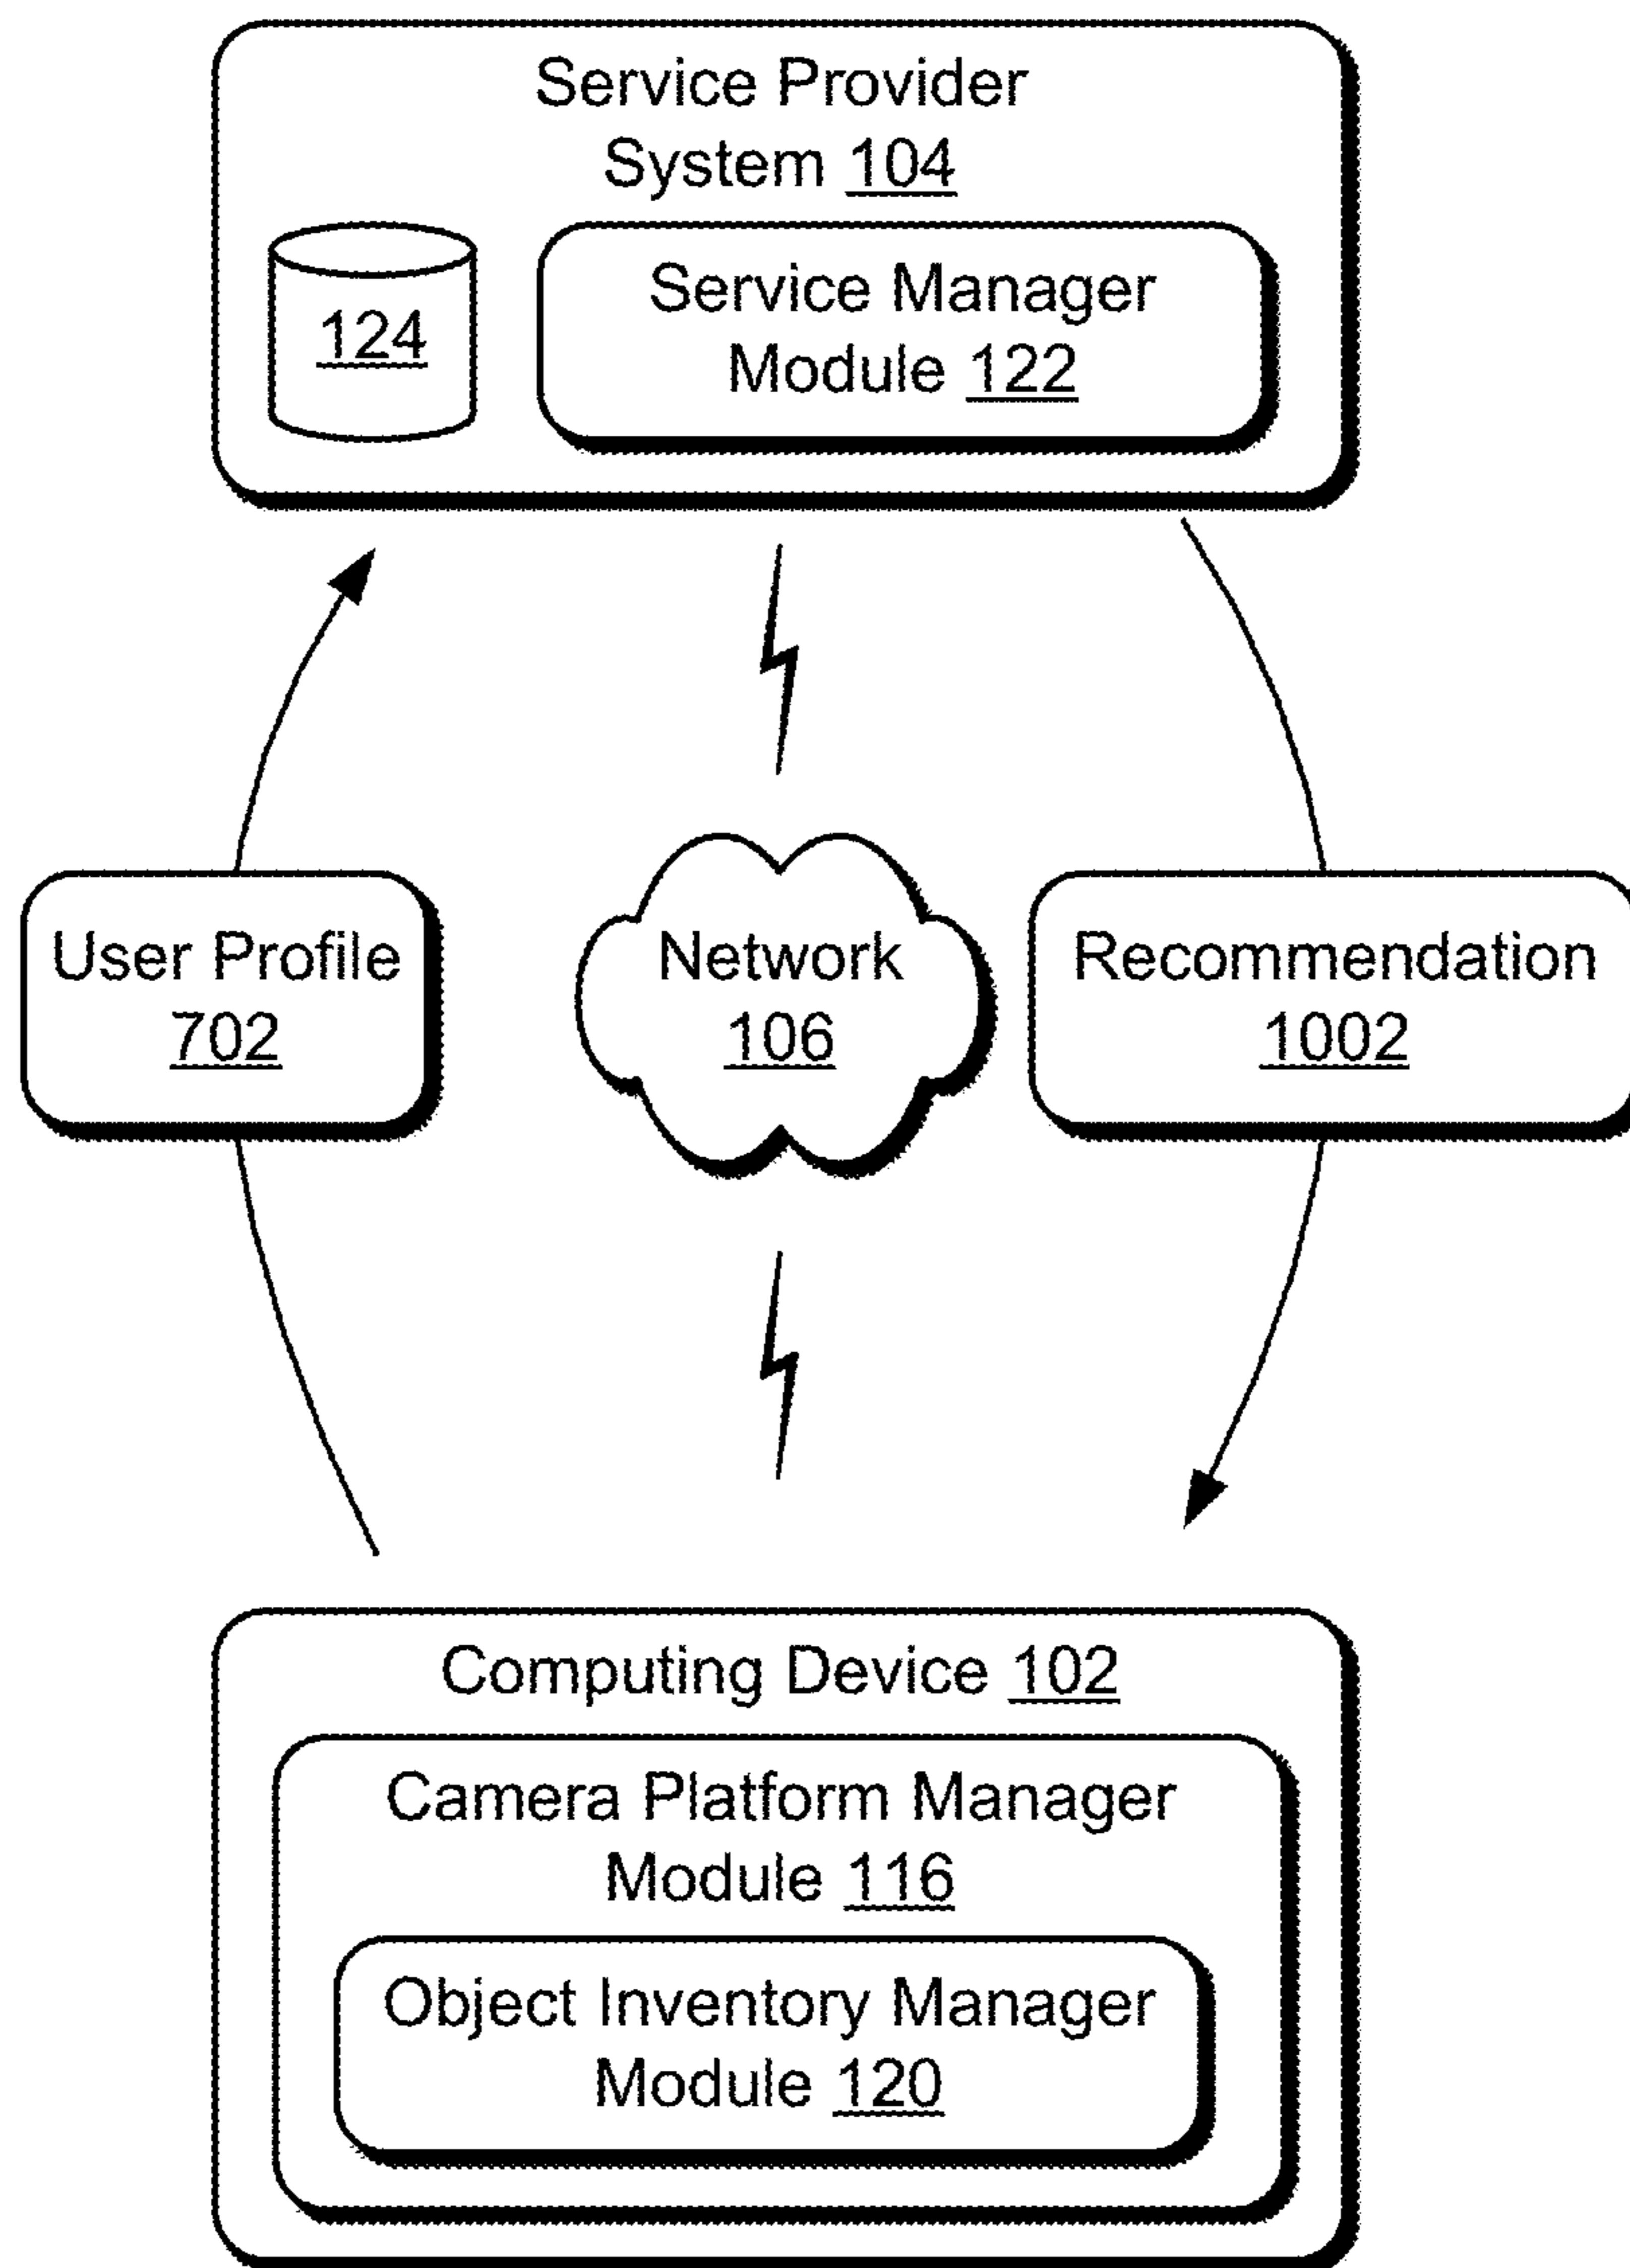 Service Provider
System 104
124
Service Manager
Module 122
User Profile
702
Network
106
Recommendation
1002
Computing Device 102
Camera Platform Manager
Module 116
Object Inventory Manager
Module 120